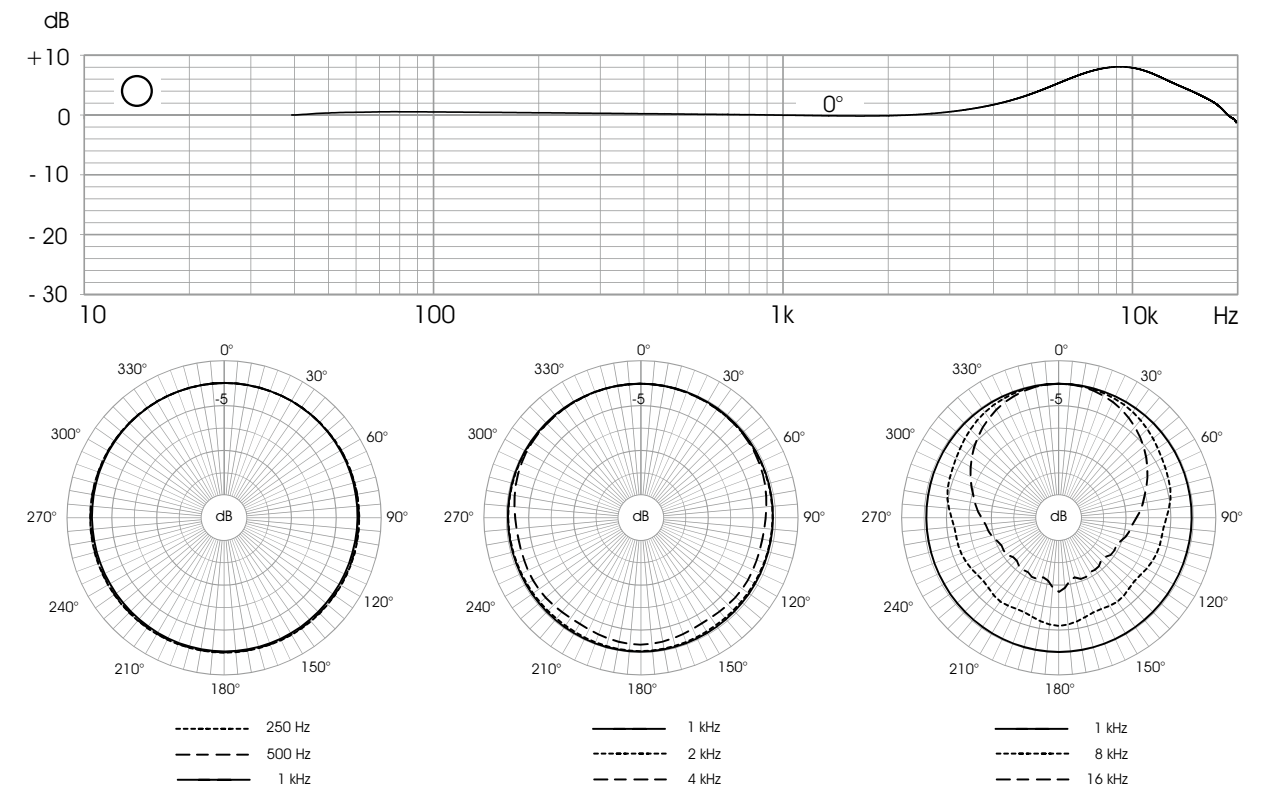 dB
+10
0
- 10
- 20
- 30
0°
10 100 1k 10k Hz
0° 0° 0°
330° 30° 330° 30° 330° 30°
-5 -5 -5
300° 60° 300° 60° 300° 60°
270° dB 90° 270° dB 90° 270° dB 90°
240° 120° 240° 120° 240° 120°
210° 150° 210° 150° 210° 150°
180° 180° 180°
250 Hz 1 kHz 1 kHz
500 Hz 2 kHz 8 kHz
1 kHz 4 kHz 16 kHz